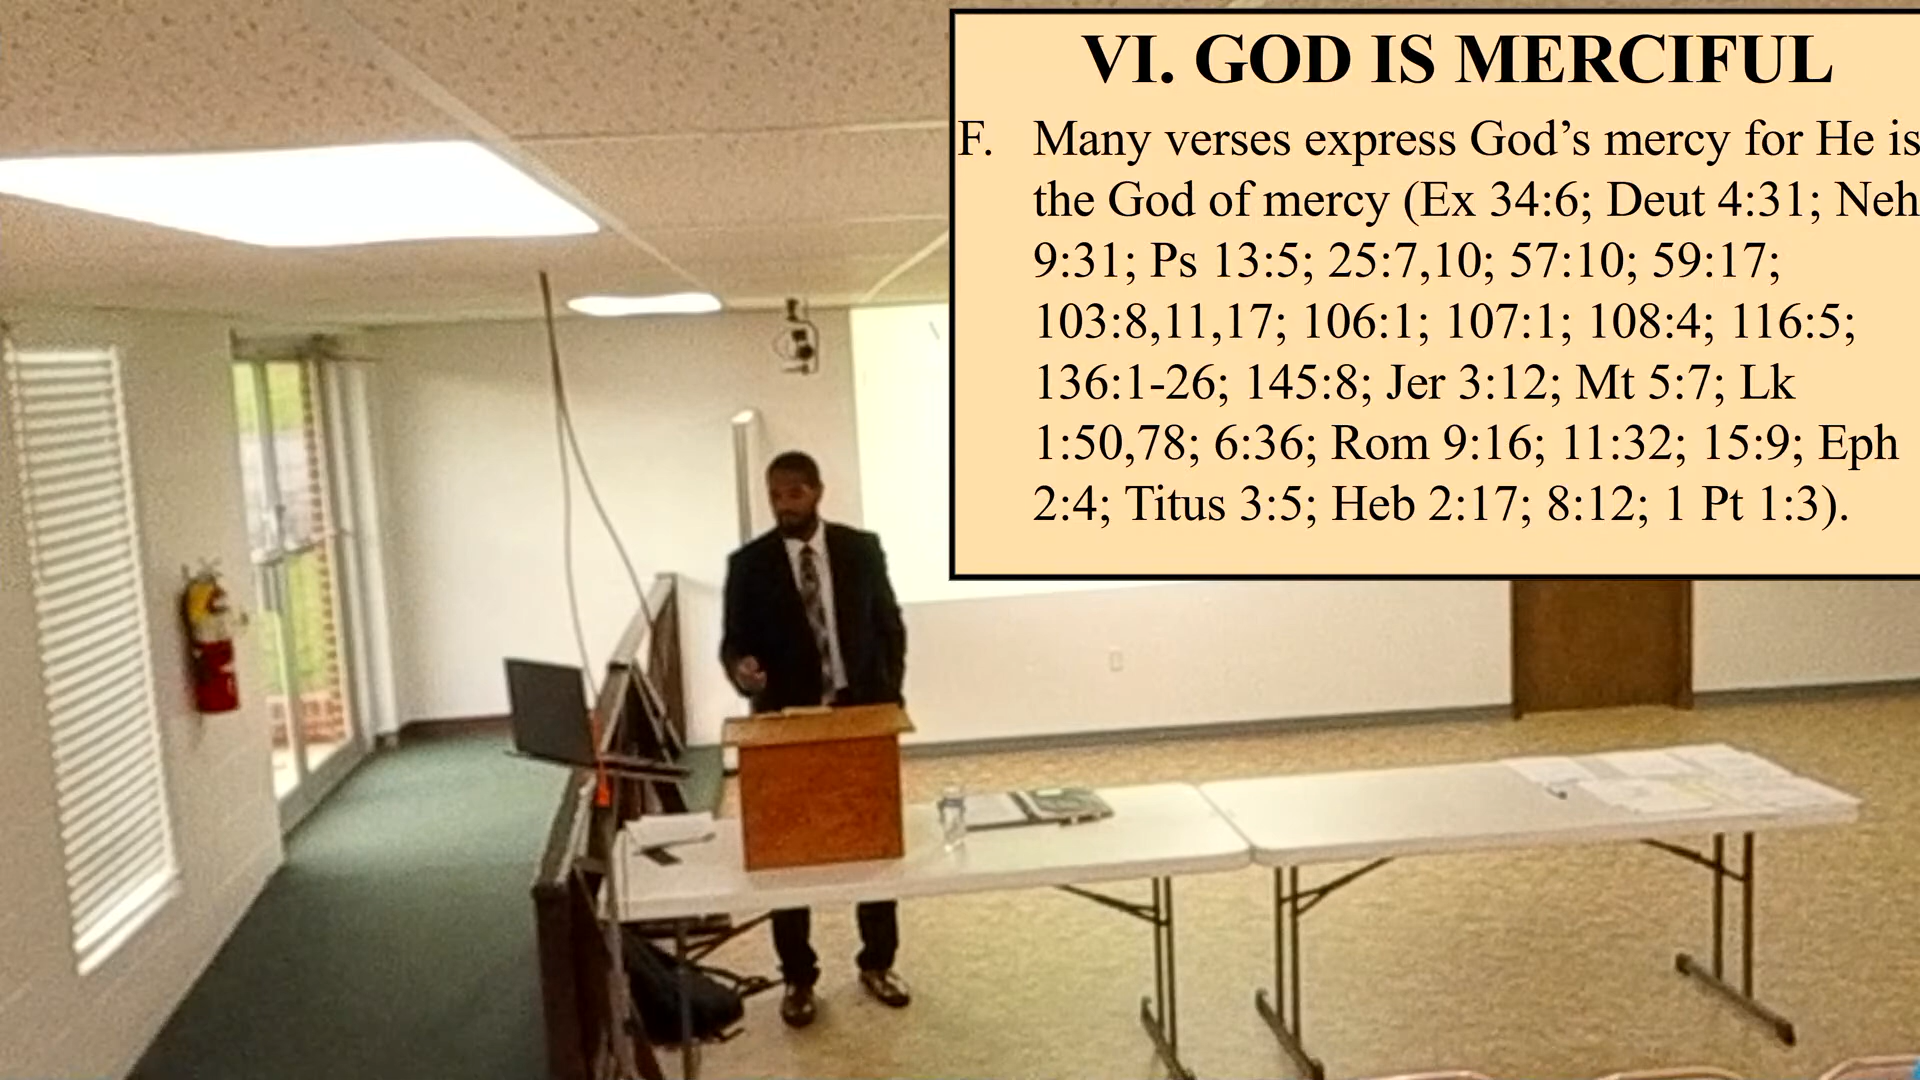 VI. GOD IS MERCIFUL
F. Many verses express God’s mercy for He is
the God of mercy (Ex 34:6; Deut 4:31; Neh
9:31; Ps 13:5; 25:7,10; 57:10; 59:17;
103:8,11,17; 106:1; 107:1; 108:4; 116:5;
136:1-26; 145:8; Jer 3:12; Mt 5:7; Lk
1:50,78; 6:36; Rom 9:16; 11:32; 15:9; Eph
2:4; Titus 3:5; Heb 2:17; 8:12; 1 Pt 1:3).